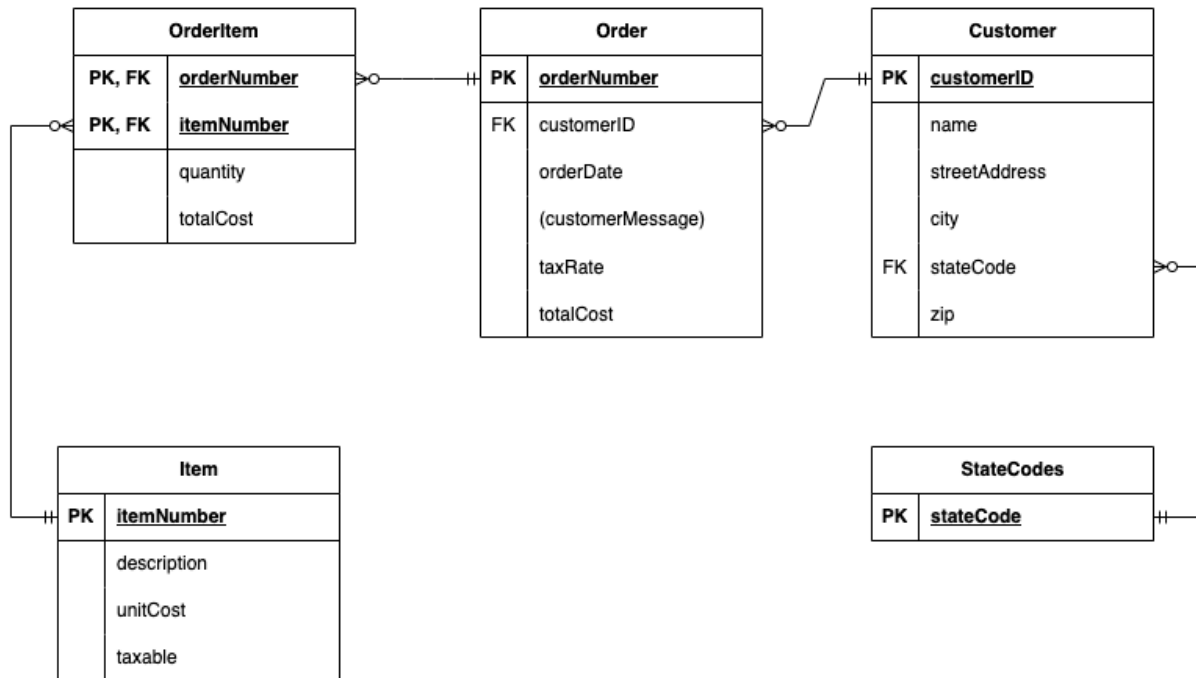 OrderItem
PK, FK orderNumber
PK, FK itemNumber
quantity
totalCost
Order
PK orderNumber
FK customerID
orderDate
(customerMessage)
taxRate
totalCost
Customer
PK customerID
name
streetAddress
city
FK stateCode
zip
Item
PK itemNumber
description
unitCost
taxable
StateCodes
PK stateCode